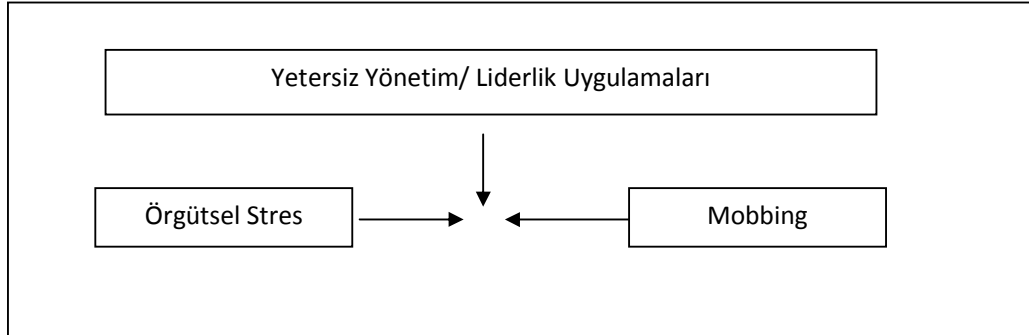 Yetersiz Yönetim/ Liderlik Uygulamaları
Örgütsel Stres
Mobbing